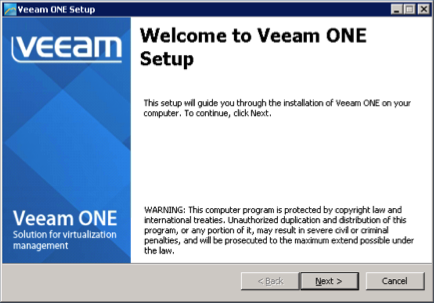 Veeam ONE Setup
veeam
Welcome to Veeam ONE
Setup
This setup will guide you through the installation of Veeam ONE on your
computer. To continue, click Next.
Veeam ONE
Solution for virtualization
management
WARNING: This computer program is protected by copyright law and
international treaties. Unauthorized duplication and distribution of this
program, or any portion of it, may result in severe civil or criminal
penalties, and will be prosecuted to the maximum extend possible under
the law.
< Back
Next >
Cancel